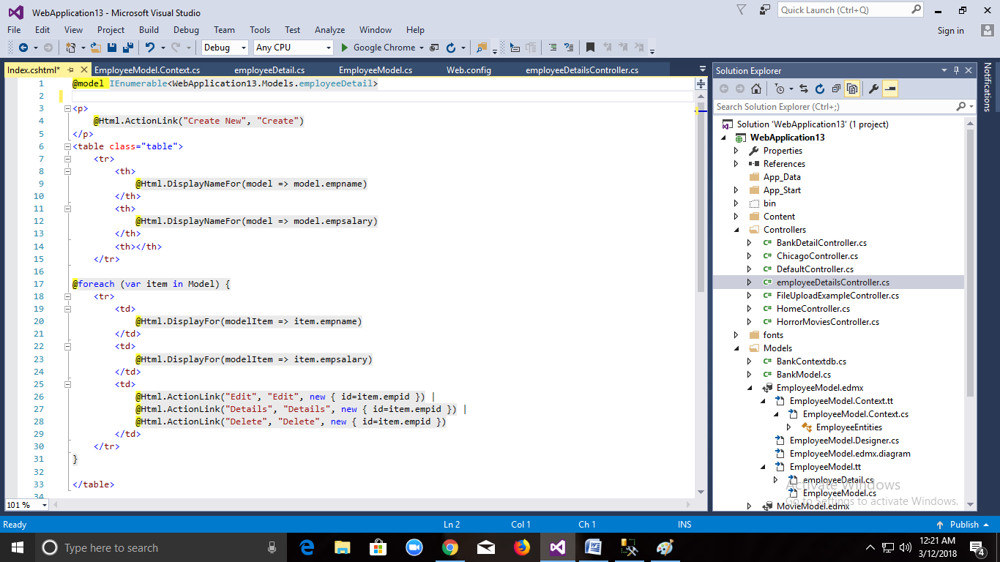 WebApplication13 - Microsoft Visual Studio
Quick Launch (Ctrl+Q)
File Edit View Project Build Debug Team Tools Test Analyze Window Help
Sign in
Debug Any CPU Google Chrome
Index.cshtml* EmployeeModel.Context.cs employeeDetail.cs EmployeeModel.cs Web.config employeeDetailsController.cs
1 @model IEnumerable<WebApplication13.Models.employeeDetail>
2
3 <p>
4 @Html.ActionLink("Create New", "Create")
5 </p>
6 <table class="table">
7 <tr>
8 <th>
9 @Html.DisplayNameFor(model => model.empname)
10 </th>
11 <th>
12 @Html.DisplayNameFor(model => model.empsalary)
13 </th>
14 <th></th>
15 </tr>
16
17 @foreach (var item in Model) {
18 <tr>
19 <td>
20 @Html.DisplayFor(modelItem => item.empname)
21 </td>
22 <td>
23 @Html.DisplayFor(modelItem => item.empsalary)
24 </td>
25 <td>
26 @Html.ActionLink("Edit", "Edit", new { id=item.empid }) |
27 @Html.ActionLink("Details", "Details", new { id=item.empid }) |
28 @Html.ActionLink("Delete", "Delete", new { id=item.empid })
29 </td>
30 </tr>
31 }
32
33 </table>
34
101 %
Solution Explorer
Search Solution Explorer (Ctrl+;)
Solution 'WebApplication13' (1 project)
WebApplication13
Properties
References
App_Data
App_Start
bin
Content
Controllers
C# BankDetailController.cs
C# ChicagoController.cs
C# DefaultController.cs
C# employeeDetailsController.cs
C# FileUploadExampleController.cs
C# HomeController.cs
C# HorrorMoviesController.cs
fonts
Models
C# BankContextdb.cs
C# BankModel.cs
EmployeeModel.edmx
EmployeeModel.Context.tt
EmployeeModel.Context.cs
EmployeeEntities
EmployeeModel.Designer.cs
EmployeeModel.edmx.diagram
EmployeeModel.tt
employeeDetail.cs
EmployeeModel.cs
MovieModel.edmx
Activate Windows
Go to Settings to activate Windows.
Notifications
Ready Ln 2 Col 1 Ch 1 INS Publish
Type here to search
12:21 AM
3/12/2018
4